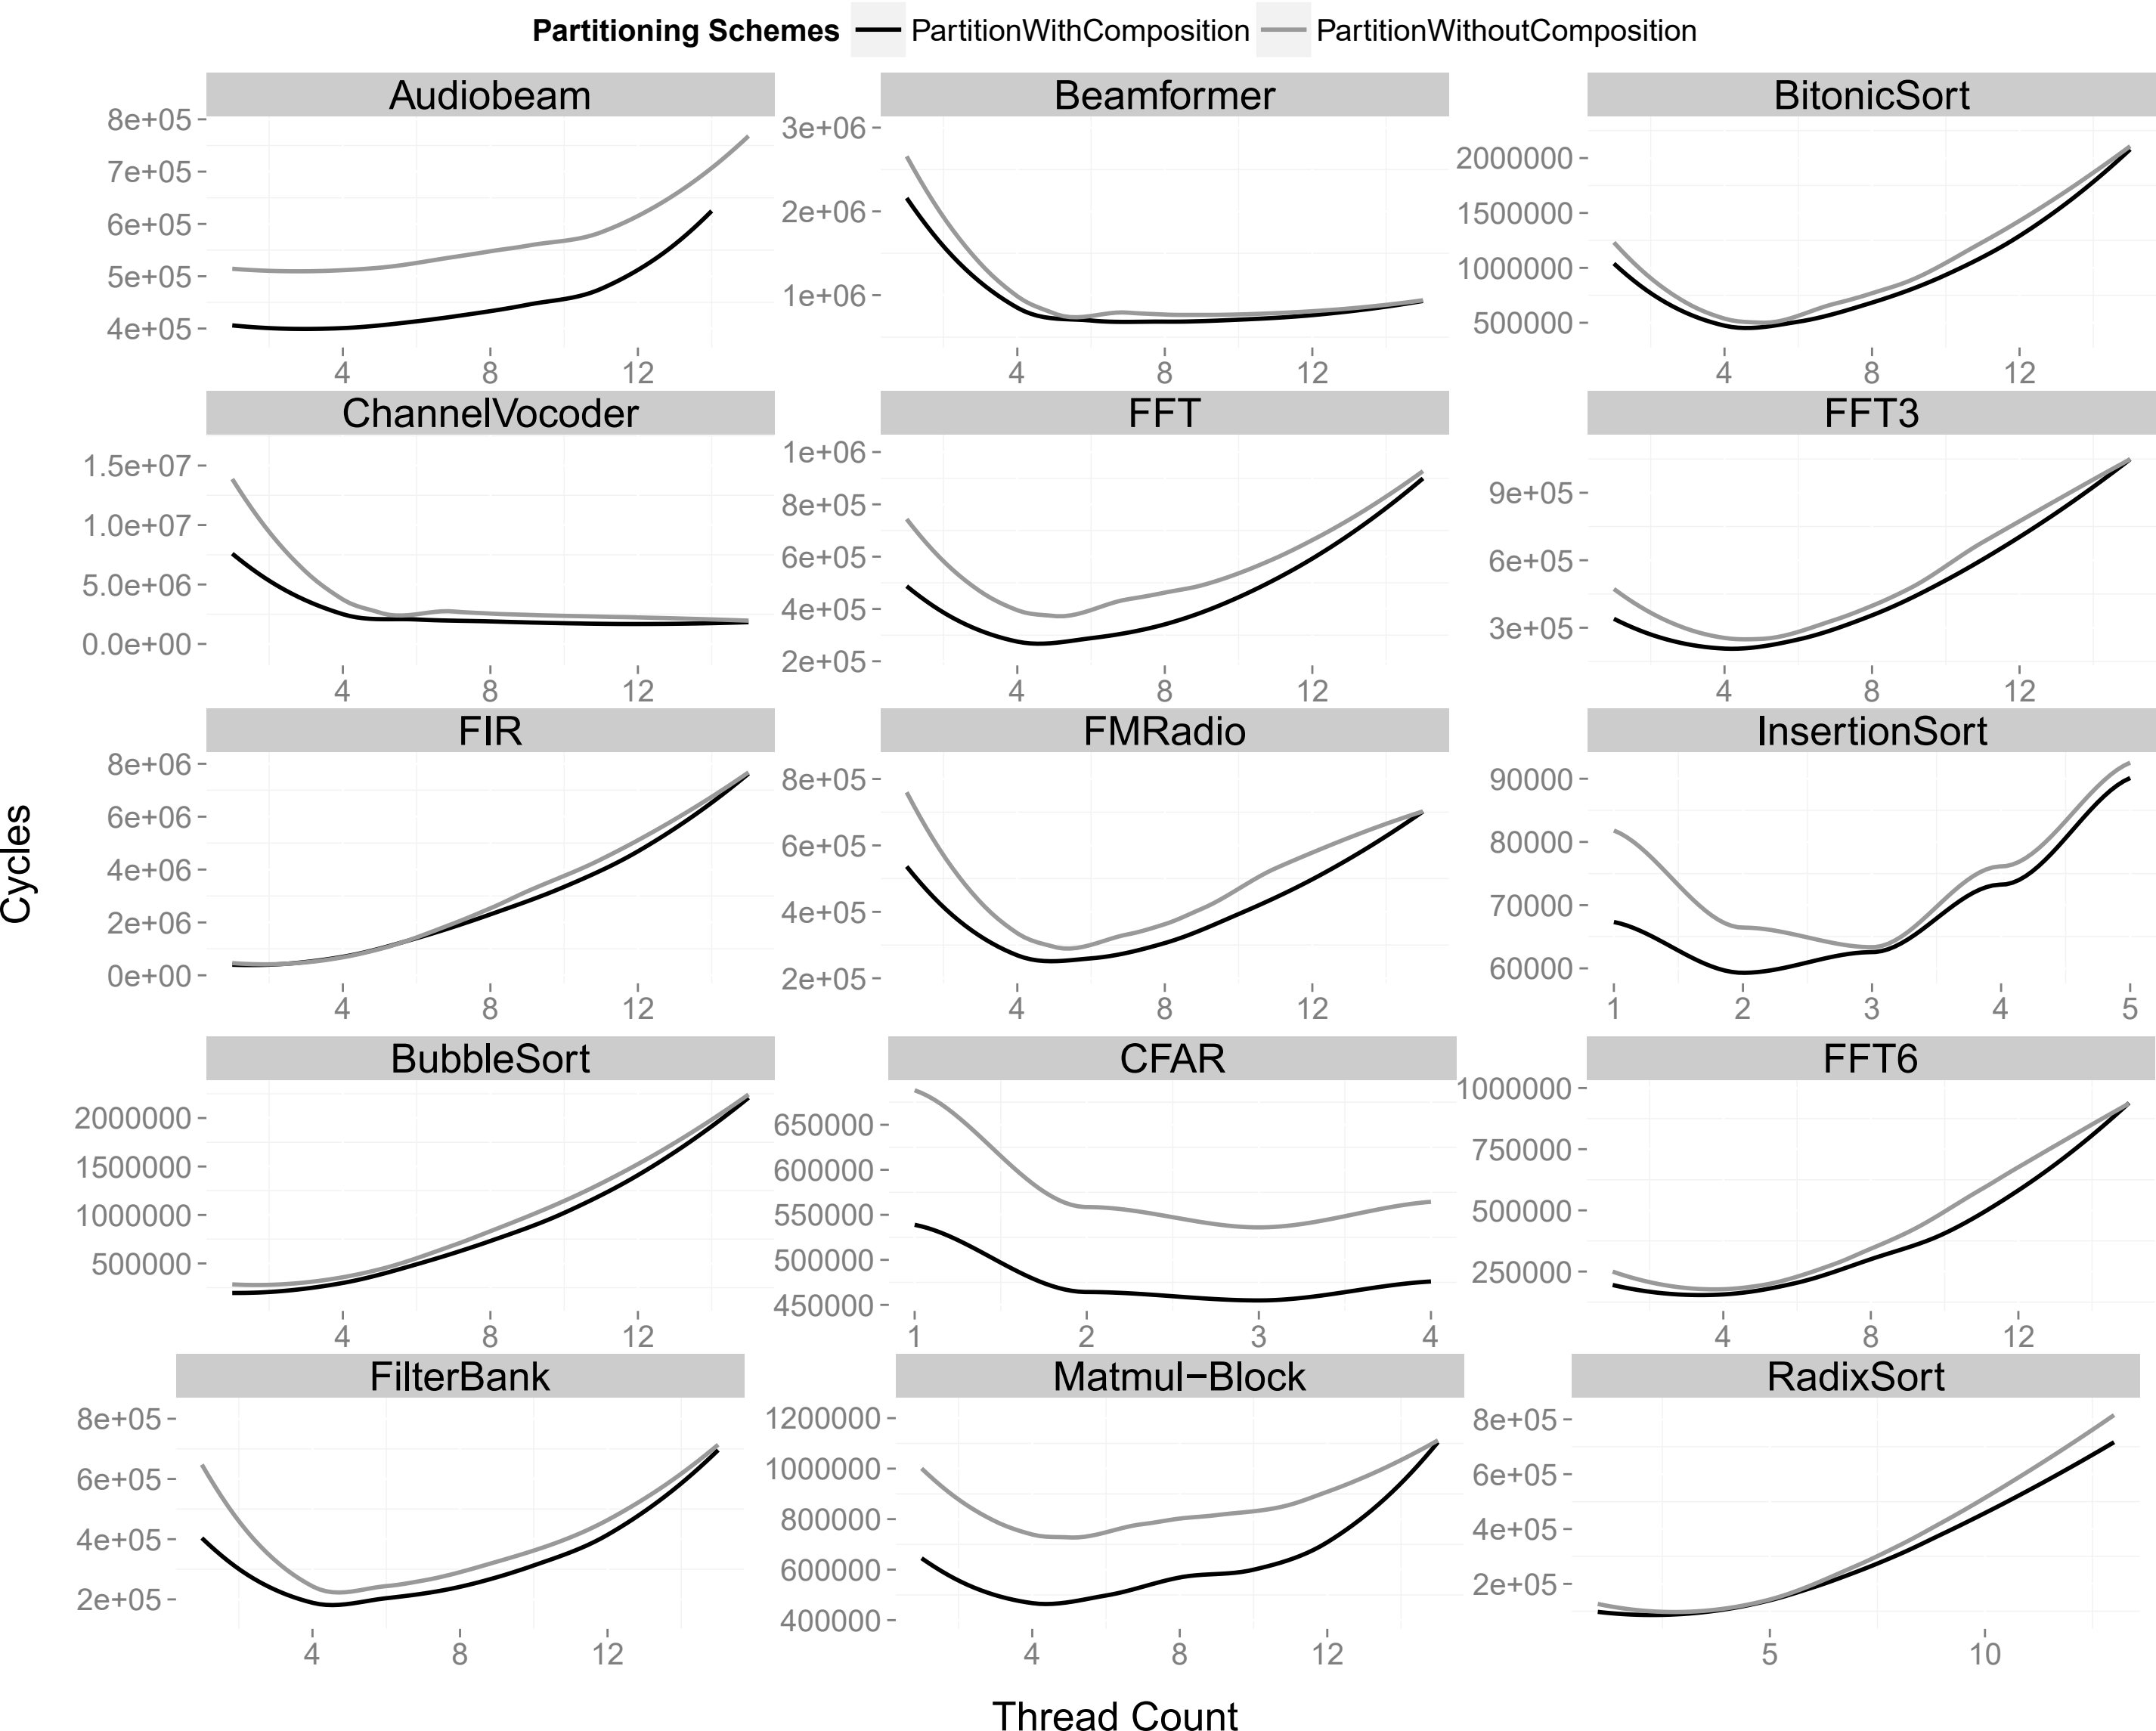 Partitioning Schemes PartitionWithComposition PartitionWithoutComposition
Audiobeam
8e+05
7e+05
6e+05
5e+05
4e+05
4 8 12
Beamformer
3e+06
2e+06
1e+06
4 8 12
BitonicSort
2000000
1500000
1000000
500000
4 8 12
ChannelVocoder
1.5e+07
1.0e+07
5.0e+06
0.0e+00
4 8 12
FFT
1e+06
8e+05
6e+05
4e+05
2e+05
4 8 12
FFT3
9e+05
6e+05
3e+05
4 8 12
Cycles
FIR
8e+06
6e+06
4e+06
2e+06
0e+00
4 8 12
FMRadio
8e+05
6e+05
4e+05
2e+05
4 8 12
InsertionSort
90000
80000
70000
60000
1 2 3 4 5
BubbleSort
2000000
1500000
1000000
500000
4 8 12
CFAR
650000
600000
550000
500000
450000
1 2 3 4
FFT6
1000000
750000
500000
250000
4 8 12
FilterBank
8e+05
6e+05
4e+05
2e+05
4 8 12
Matmul−Block
1200000
1000000
800000
600000
400000
4 8 12
RadixSort
8e+05
6e+05
4e+05
2e+05
5 10
Thread Count